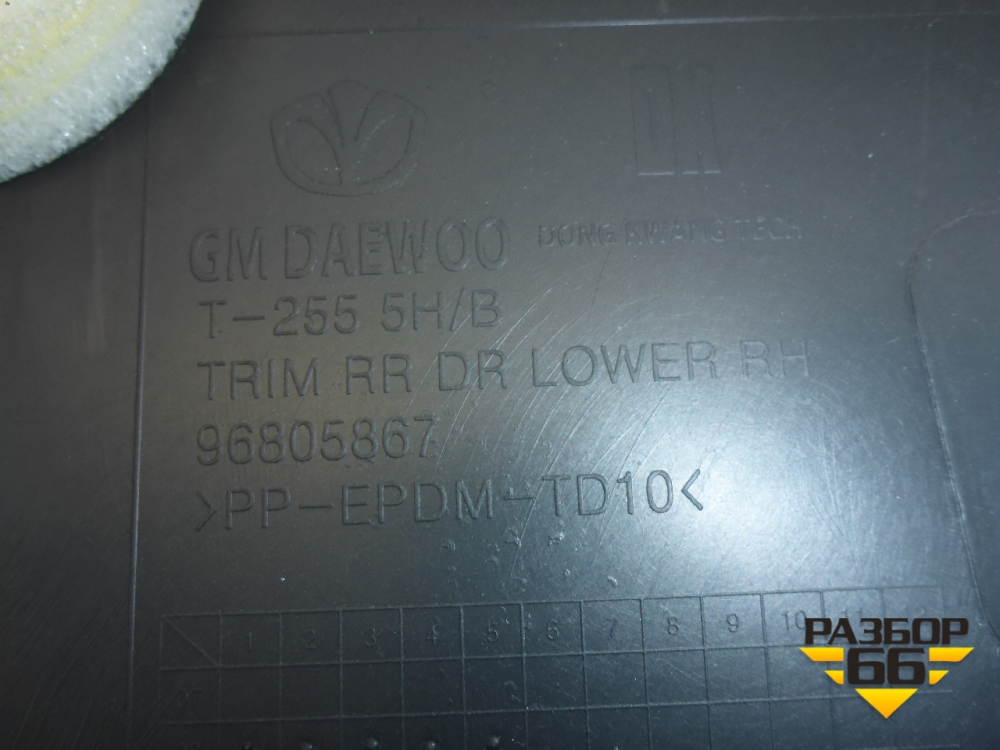 GM DAEWOO
DONG KWANG TECH
T-255 5H/B
TRIM RR DR LOWER RH
96805867
>PP-EPDM-TD10<
1 2 3 4 5 6 7 8 9 10 11 12
РАЗБОР
66